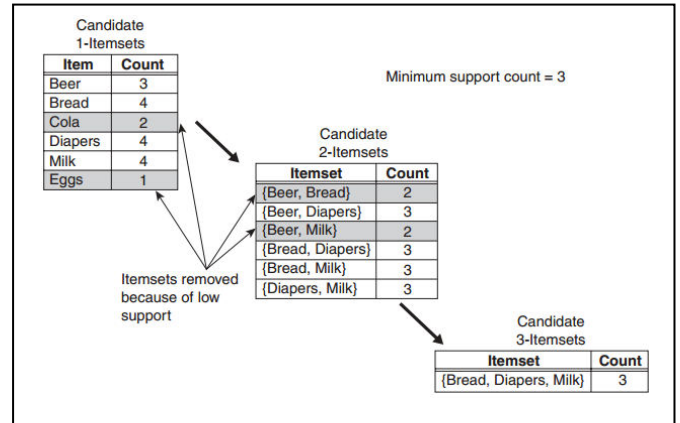 Candidate
1-Itemsets
Item Count
Beer 3
Bread 4
Cola 2
Diapers 4
Milk 4
Eggs 1
Minimum support count = 3
Candidate
2-Itemsets
Itemset Count
{Beer, Bread} 2
{Beer, Diapers} 3
{Beer, Milk} 2
{Bread, Diapers} 3
{Bread, Milk} 3
{Diapers, Milk} 3
Itemsets removed
because of low
support
Candidate
3-Itemsets
Itemset Count
{Bread, Diapers, Milk} 3